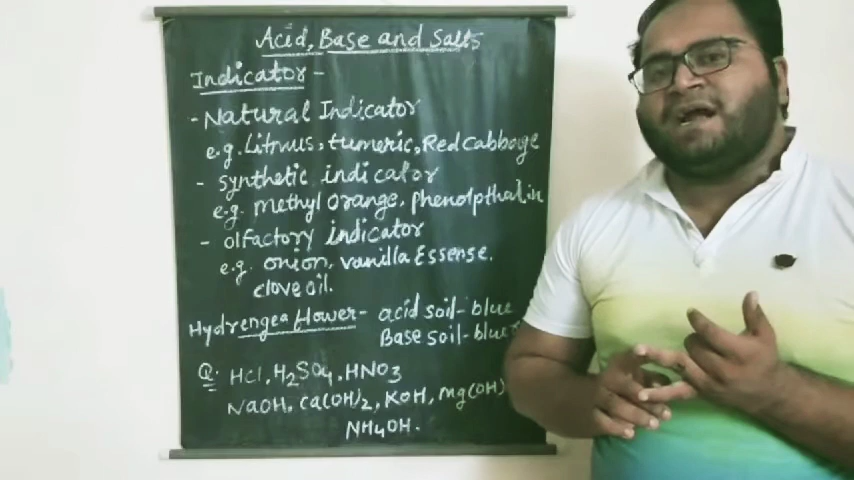 Acid, Base and Salts
Indicator -
- Natural Indicator
e.g. Litmus, tumeric, Red Cabbage
- synthetic indicator
e.g. methyl orange, phenolpthalin
- olfactory indicator
e.g. onion, vanilla Essense.
clove oil.
Hydrengea flower - acid soil - blue
Base soil - blue
Q. HCl, H2SO4, HNO3
NaOH, Ca(OH)2, KOH, Mg(OH)
NH4OH.